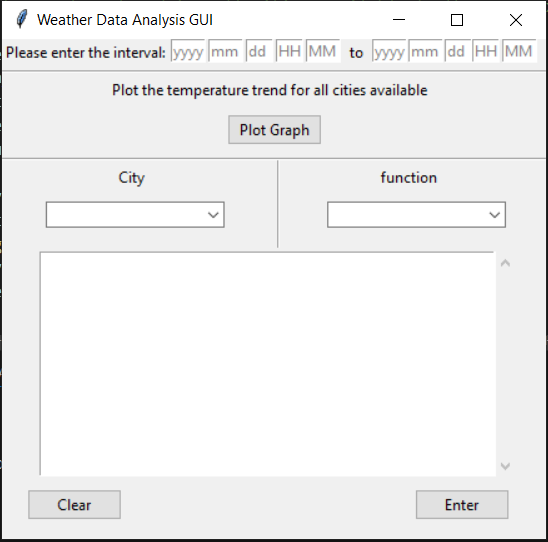 Weather Data Analysis GUI
Please enter the interval: yyyy mm dd HH MM to yyyy mm dd HH MM
Plot the temperature trend for all cities available
Plot Graph
City function
Clear Enter